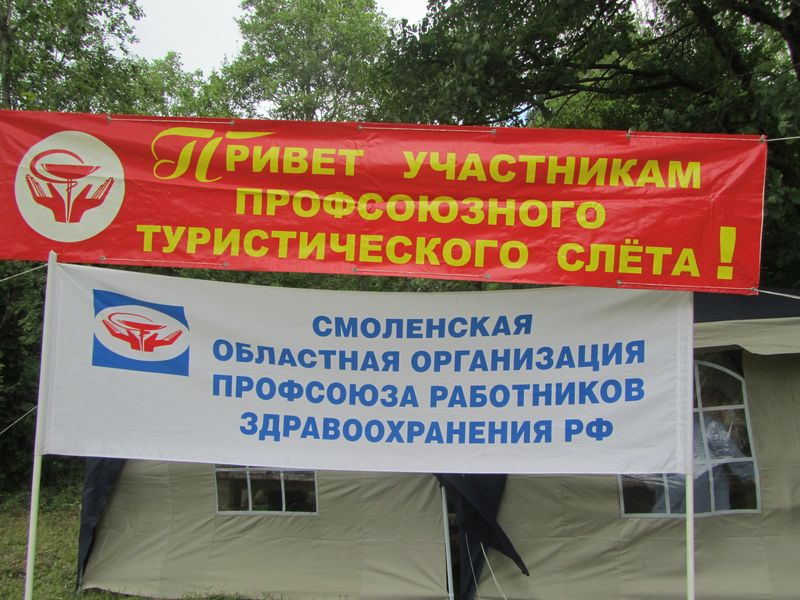 ПРИВЕТ УЧАСТНИКАМ
ПРОФСОЮЗНОГО
ТУРИСТИЧЕСКОГО СЛЁТА!
СМОЛЕНСКАЯ
ОБЛАСТНАЯ ОРГАНИЗАЦИЯ
ПРОФСОЮЗА РАБОТНИКОВ
ЗДРАВООХРАНЕНИЯ РФ